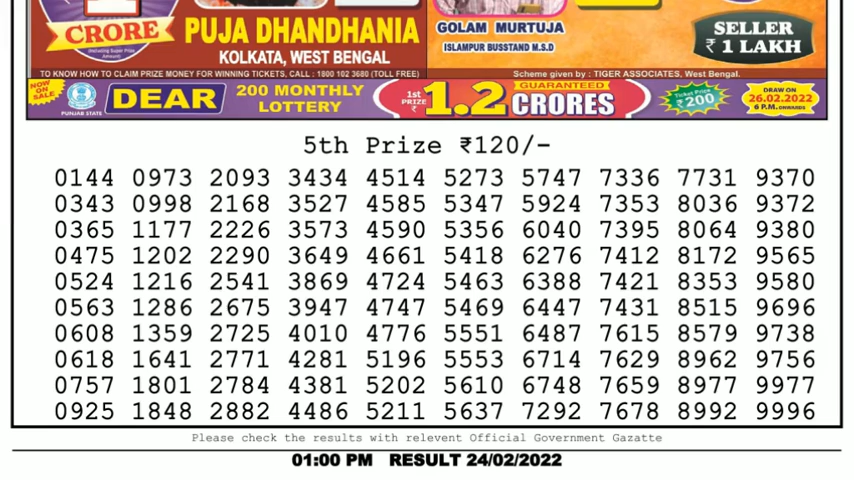 1
CRORE
(Including Super Prize Amount)
PUJA DHANDHANIA
KOLKATA, WEST BENGAL
GOLAM MURTUJA
ISLAMPUR BUSSTAND M.S.D
SELLER
₹ 1 LAKH
TO KNOW HOW TO CLAIM PRIZE MONEY FOR WINNING TICKETS, CALL : 1800 102 3680 (TOLL FREE)
Scheme given by : TIGER ASSOCIATES, West Bengal.
NOW ON SALE
PUNJAB STATE
DEAR
200 MONTHLY
LOTTERY
1st
PRIZE
₹
1.2
GUARANTEED
CRORES
Ticket Price
₹200
DRAW ON
26.02.2022
6 P.M. ONWARDS
5th Prize ₹120/-
0144 0973 2093 3434 4514 5273 5747 7336 7731 9370
0343 0998 2168 3527 4585 5347 5924 7353 8036 9372
0365 1177 2226 3573 4590 5356 6040 7395 8064 9380
0475 1202 2290 3649 4661 5418 6276 7412 8172 9565
0524 1216 2541 3869 4724 5463 6388 7421 8353 9580
0563 1286 2675 3947 4747 5469 6447 7431 8515 9696
0608 1359 2725 4010 4776 5551 6487 7615 8579 9738
0618 1641 2771 4281 5196 5553 6714 7629 8962 9756
0757 1801 2784 4381 5202 5610 6748 7659 8977 9977
0925 1848 2882 4486 5211 5637 7292 7678 8992 9996
Please check the results with relevent Official Government Gazatte
01:00 PM RESULT 24/02/2022